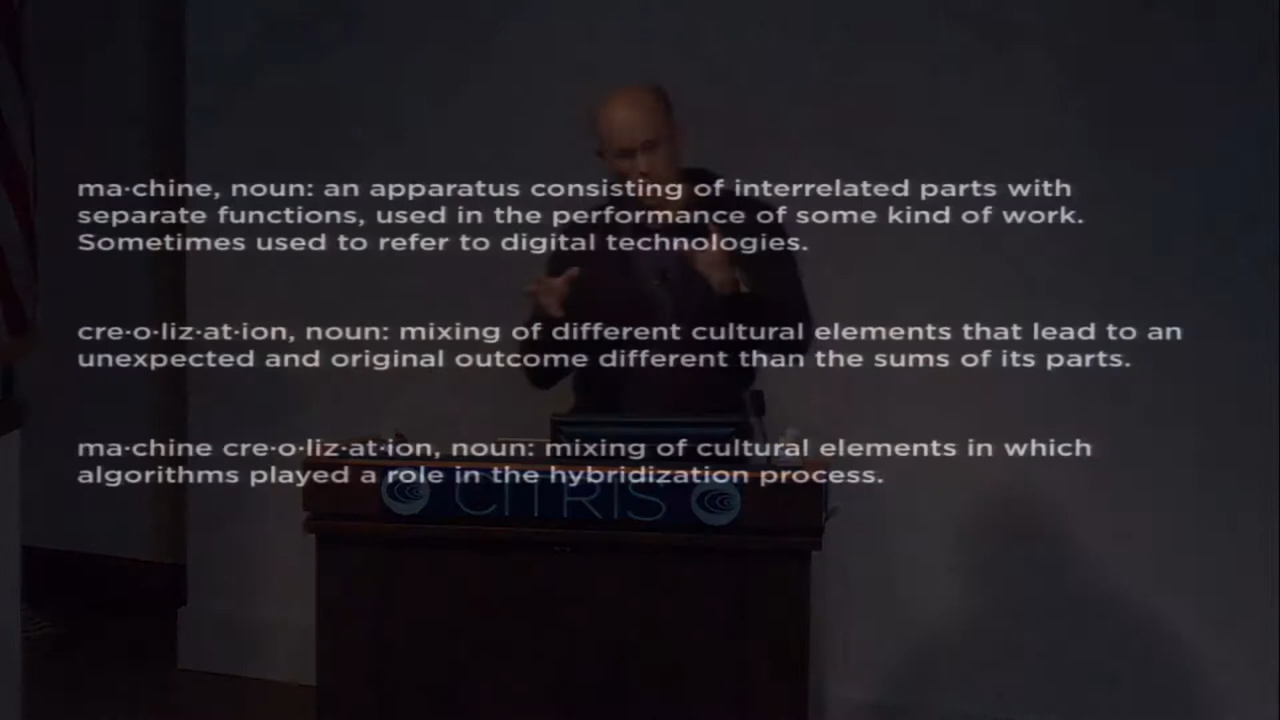 ma·chine, noun: an apparatus consisting of interrelated parts with
separate functions, used in the performance of some kind of work.
Sometimes used to refer to digital technologies.
cre·o·liz·at·ion, noun: mixing of different cultural elements that lead to an
unexpected and original outcome different than the sums of its parts.
ma·chine cre·o·liz·at·ion, noun: mixing of cultural elements in which
algorithms played a role in the hybridization process.
CITRIS